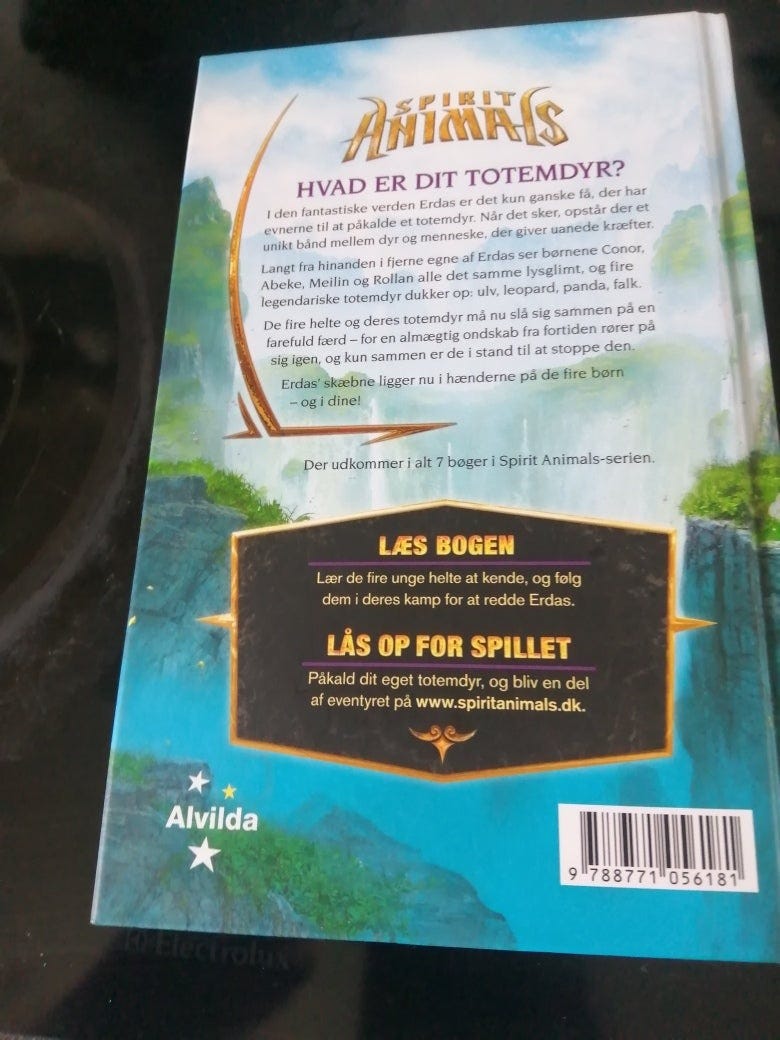 SPIRIT
ANIMALS
HVAD ER DIT TOTEMDYR?
I den fantastiske verden Erdas er det kun ganske få, der har
evnerne til at påkalde et totemdyr. Når det sker, opstår der et
unikt bånd mellem dyr og menneske, der giver uanede kræfter.
Langt fra hinanden i fjerne egne af Erdas ser børnene Conor,
Abeke, Meilin og Rollan alle det samme lysglimt, og fire
legendariske totemdyr dukker op: ulv, leopard, panda, falk.
De fire helte og deres totemdyr må nu slå sig sammen på en
farefuld færd – for en almægtig ondskab fra fortiden rører på
sig igen, og kun sammen er de i stand til at stoppe den.
Erdas' skæbne ligger nu i hænderne på de fire børn
– og i dine!
Der udkommer i alt 7 bøger i Spirit Animals-serien.
LÆS BOGEN
Lær de fire unge helte at kende, og følg
dem i deres kamp for at redde Erdas.
LÅS OP FOR SPILLET
Påkald dit eget totemdyr, og bliv en del
af eventyret på www.spiritanimals.dk.
Alvilda
9 788771 056181
Electrolux